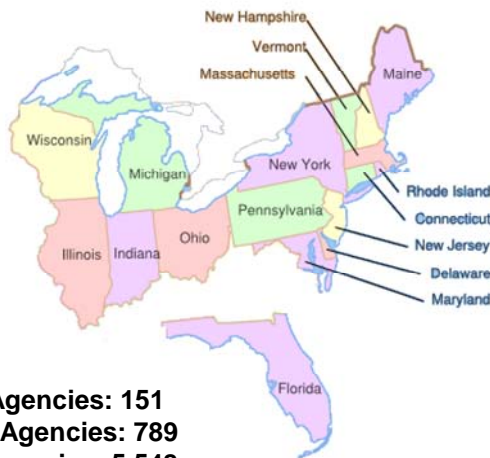 New Hampshire
Vermont
Massachusetts
Maine
Wisconsin
Michigan
New York
Rhode Island
Connecticut
Pennsylvania
New Jersey
Illinois
Indiana
Ohio
Delaware
Maryland
Florida
Agencies: 151
Agencies: 789